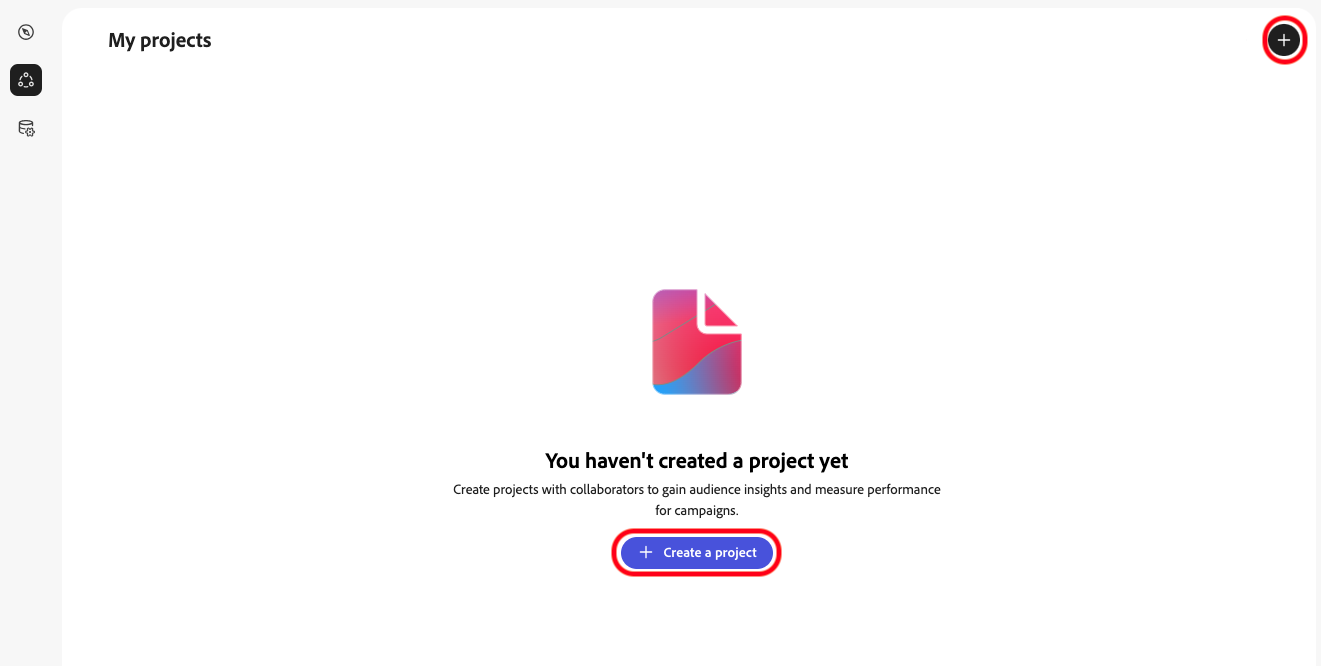 My projects
You haven't created a project yet
Create projects with collaborators to gain audience insights and measure performance
for campaigns.
Create a project